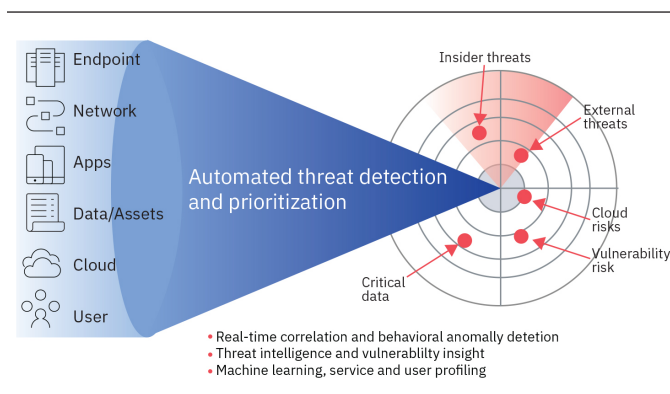 Endpoint
Network
Apps
Data/Assets
Cloud
User
Automated threat detection
and prioritization
Insider threats
External
threats
Cloud
risks
Vulnerability
risk
Critical
data
• Real-time correlation and behavioral anomally detetion
• Threat intelligence and vulnerablilty insight
• Machine learning, service and user profiling